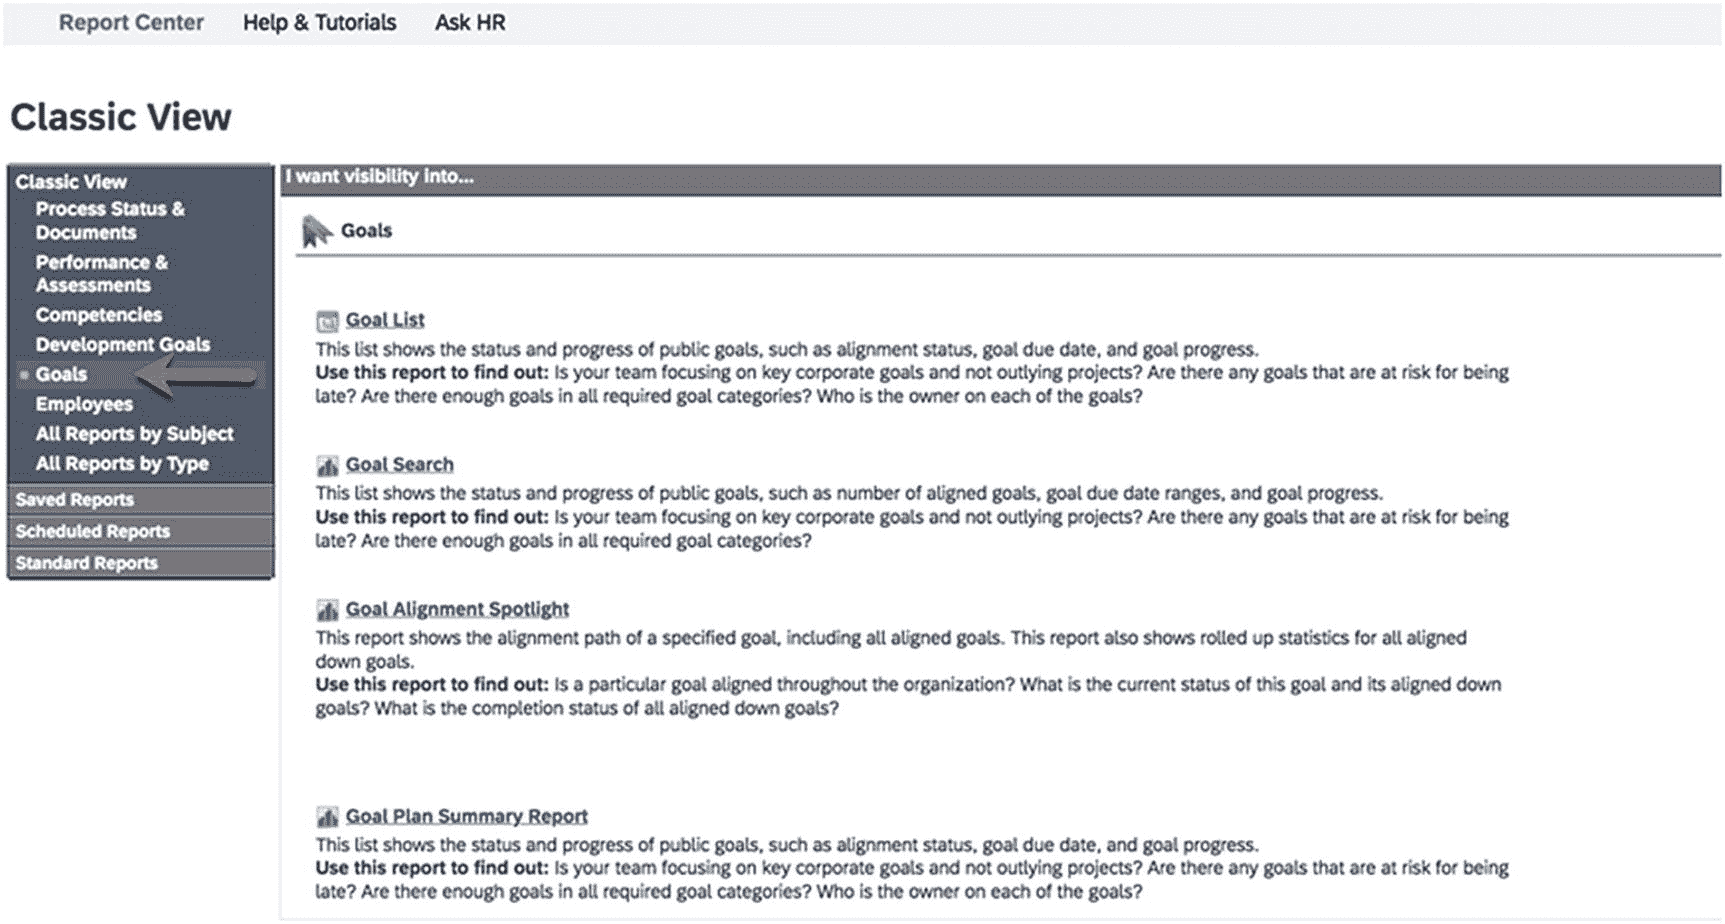 Report Center Help & Tutorials Ask HR
Classic View
Classic View
Process Status &
Documents
Performance &
Assessments
Competencies
Development Goals
Goals
Employees
All Reports by Subject
All Reports by Type
Saved Reports
Scheduled Reports
Standard Reports
I want visibility into...
Goals
Goal List
This list shows the status and progress of public goals, such as alignment status, goal due date, and goal progress.
Use this report to find out: Is your team focusing on key corporate goals and not outlying projects? Are there any goals that are at risk for being
late? Are there enough goals in all required goal categories? Who is the owner on each of the goals?
Goal Search
This list shows the status and progress of public goals, such as number of aligned goals, goal due date ranges, and goal progress.
Use this report to find out: Is your team focusing on key corporate goals and not outlying projects? Are there any goals that are at risk for being
late? Are there enough goals in all required goal categories?
Goal Alignment Spotlight
This report shows the alignment path of a specified goal, including all aligned goals. This report also shows rolled up statistics for all aligned
down goals.
Use this report to find out: Is a particular goal aligned throughout the organization? What is the current status of this goal and its aligned down
goals? What is the completion status of all aligned down goals?
Goal Plan Summary Report
This list shows the status and progress of public goals, such as alignment status, goal due date, and goal progress.
Use this report to find out: Is your team focusing on key corporate goals and not outlying projects? Are there any goals that are at risk for being
late? Are there enough goals in all required goal categories? Who is the owner on each of the goals?